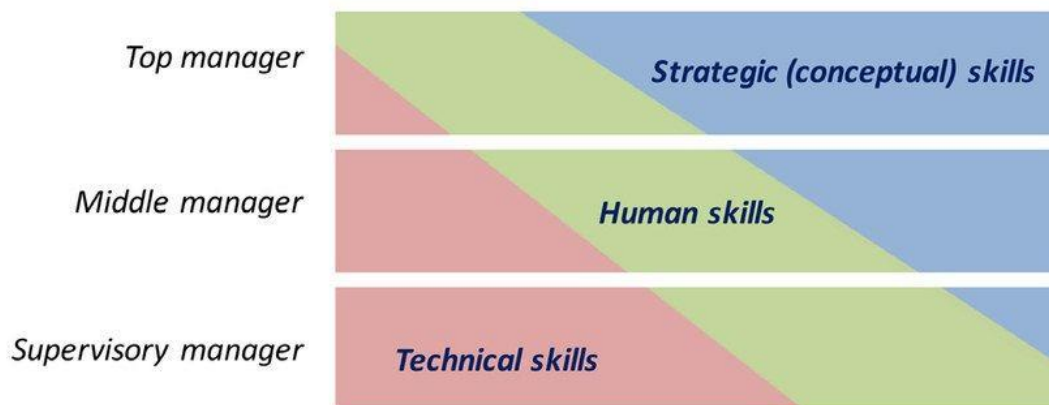 Top manager
Strategic (conceptual) skills
Middle manager
Human skills
Supervisory manager
Technical skills